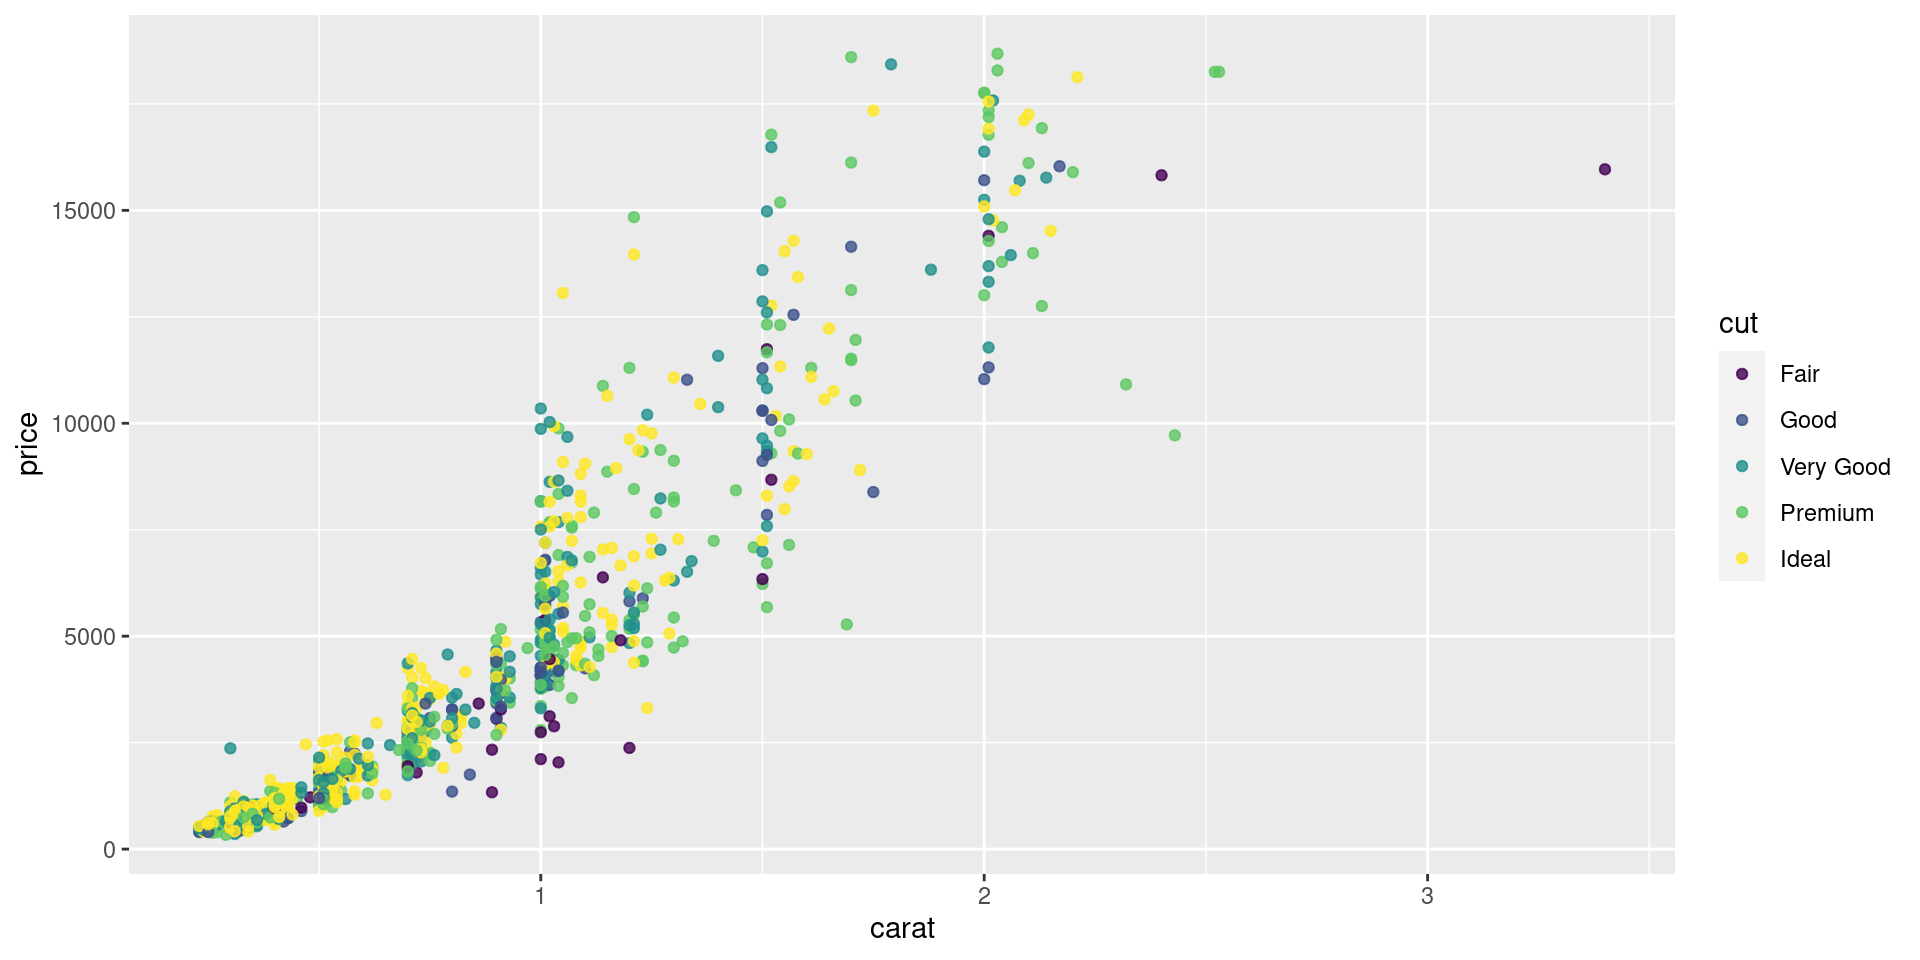 15000
10000
5000
0
price
1
2
3
carat
cut
Fair
Good
Very Good
Premium
Ideal